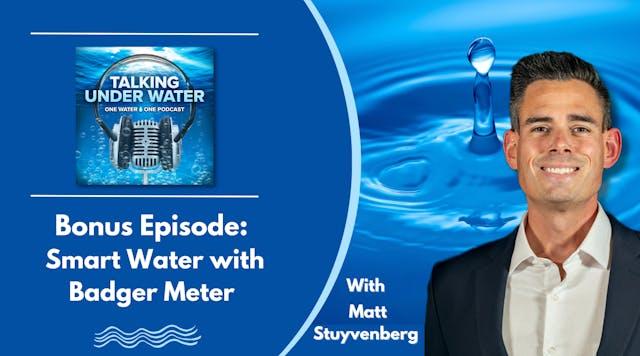 TALKING
UNDER WATER
ONE WATER & ONE PODCAST
Bonus Episode:
Smart Water with
Badger Meter
With
Matt
Stuyvenberg